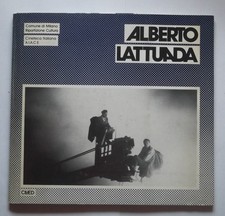 Comune di Milano
Ripartizione Cultura
Cineteca Italiana
A.I.A.C.E.
ALBERTO
LATTUADA